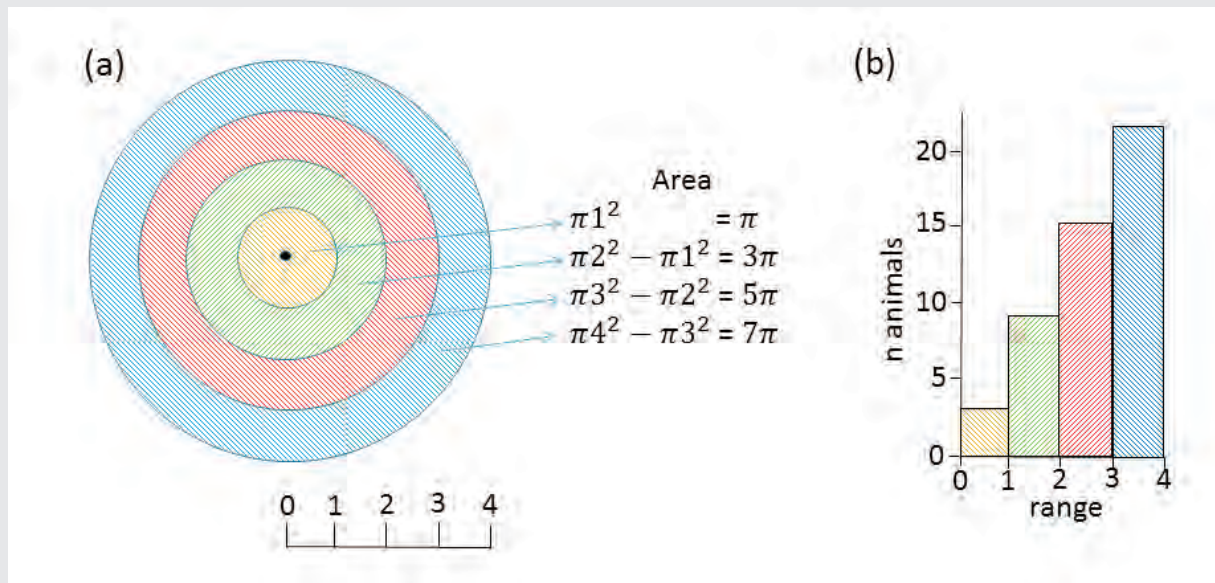 (a)
Area
π1² = π
π2² − π1² = 3π
π3² − π2² = 5π
π4² − π3² = 7π
0 1 2 3 4
(b)
n animals
20
15
10
5
0
0 1 2 3 4
range